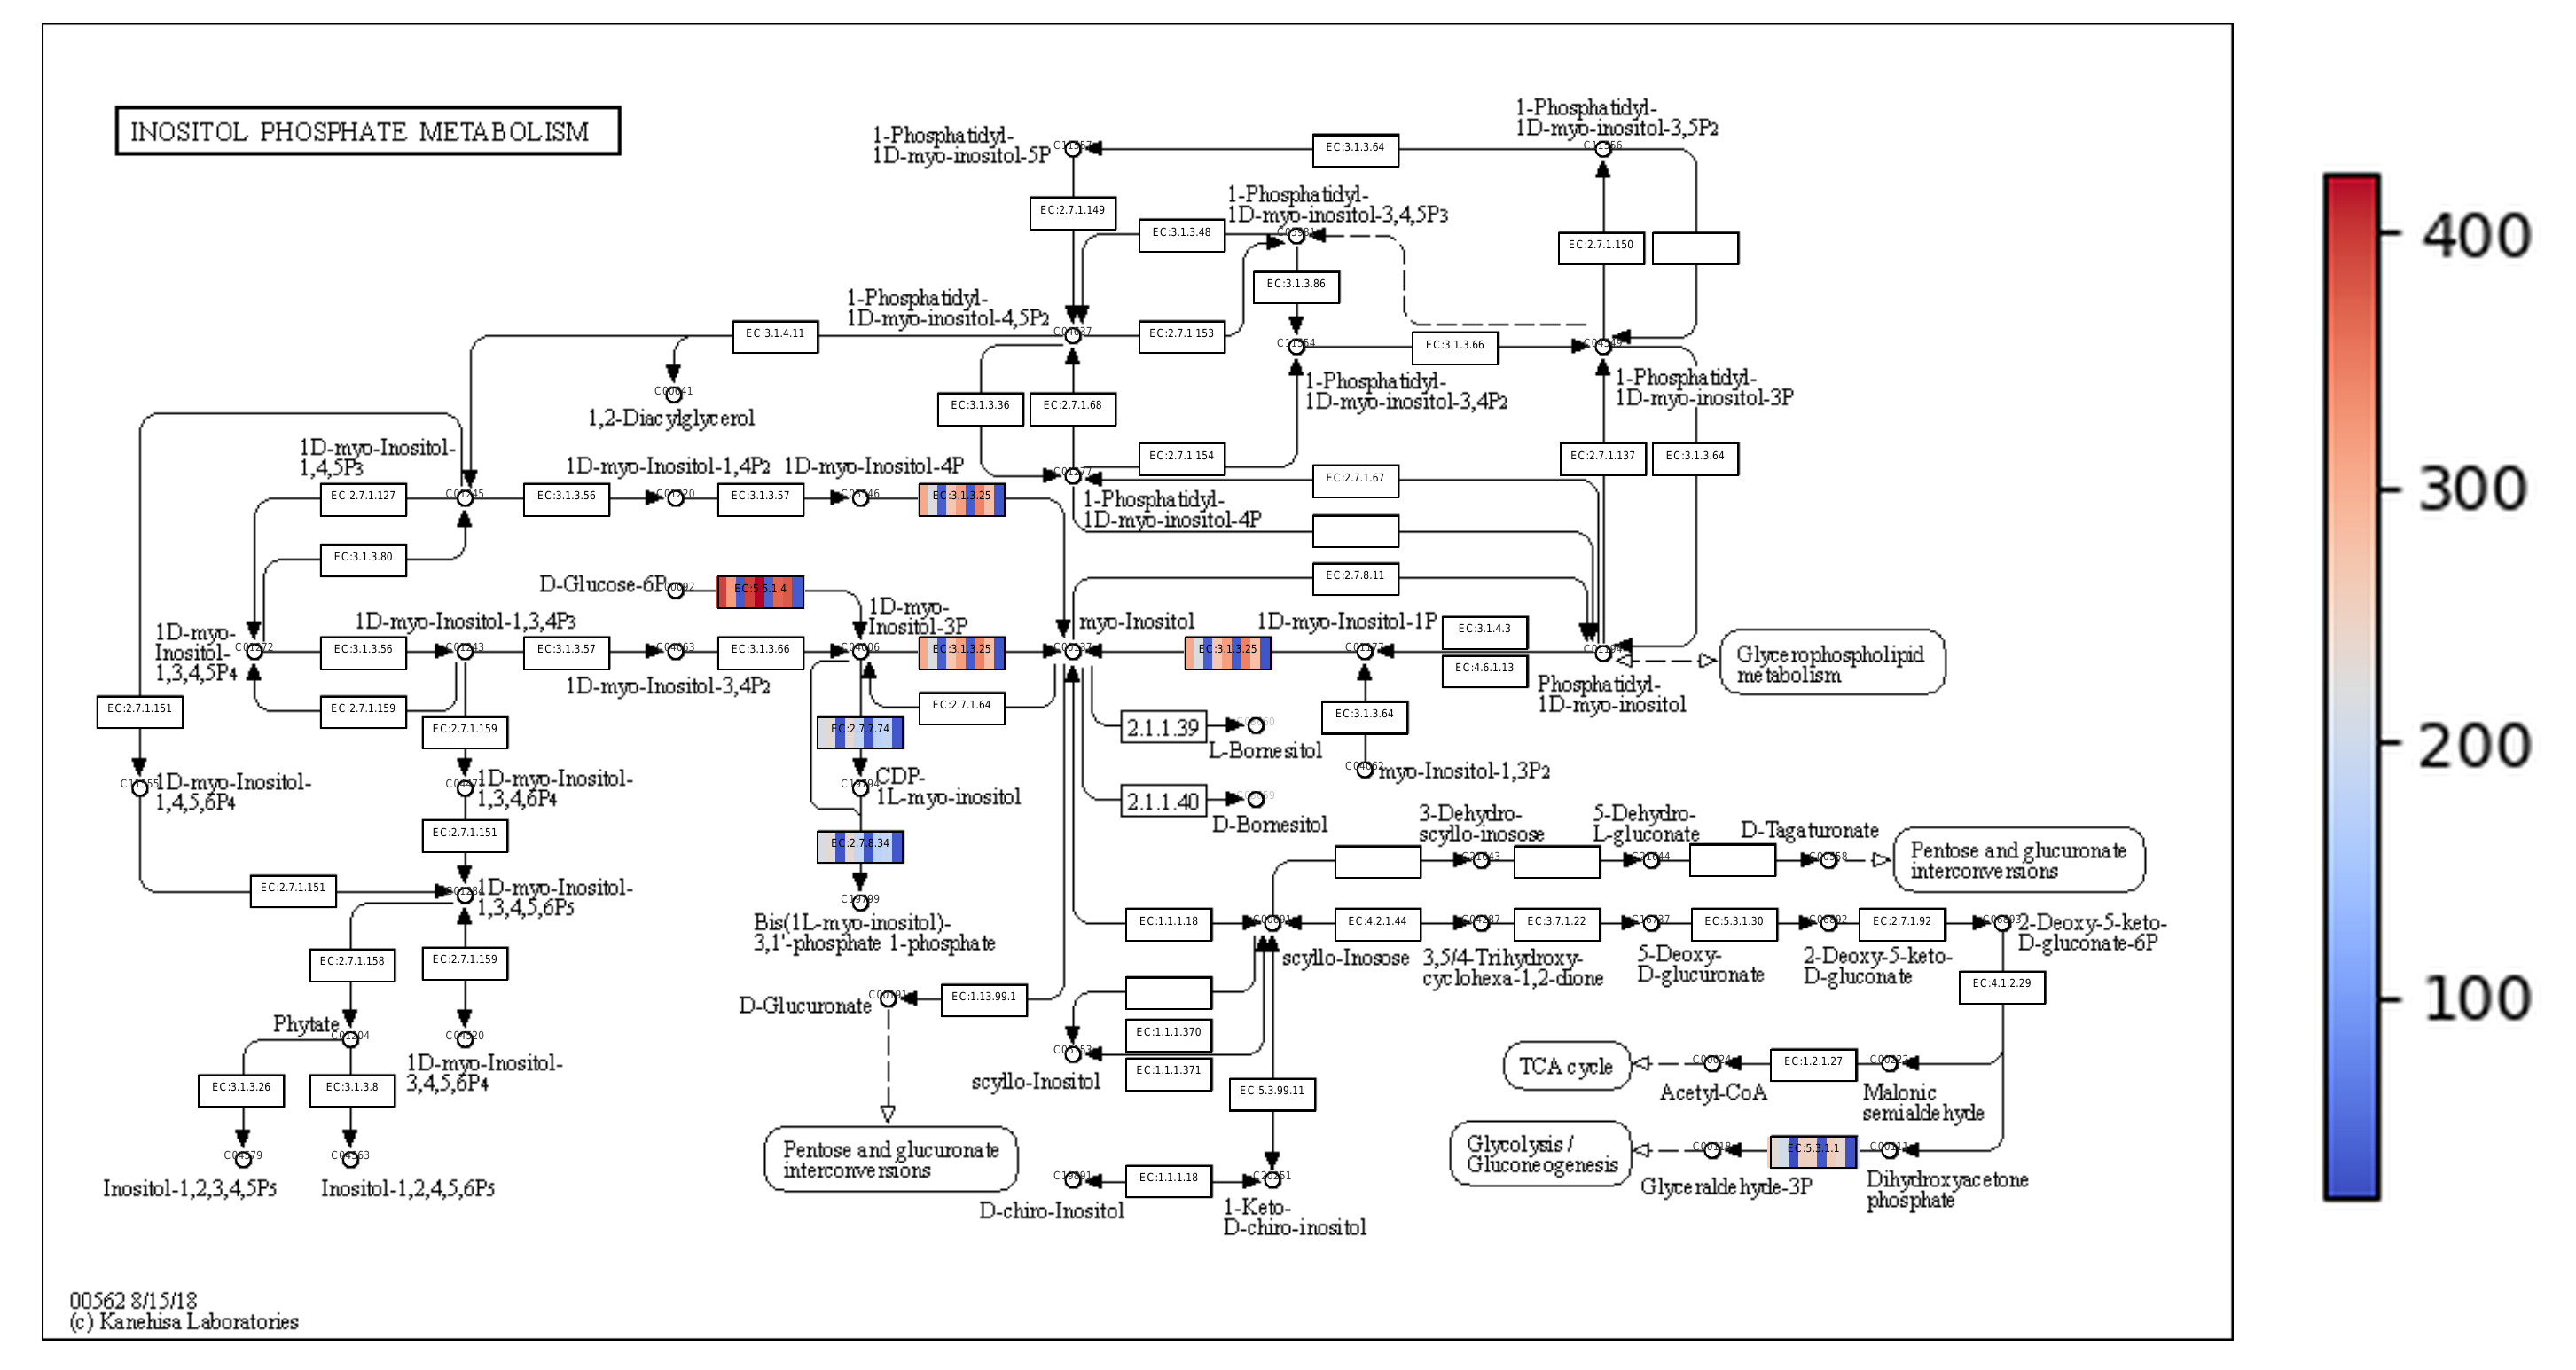 INOSITOL PHOSPHATE METABOLISM
1-Phosphatidyl-
1D-myo-inositol-5P
EC:3.1.3.64
1-Phosphatidyl-
1D-myo-inositol-3,5P2
400
EC:2.7.1.149
1-Phosphatidyl-
1D-myo-inositol-3,4,5P3
EC:3.1.3.48
EC:2.7.1.150
EC:3.1.3.86
1-Phosphatidyl-
1D-myo-inositol-4,5P2
EC:3.1.4.11
EC:2.7.1.153
EC:3.1.3.66
1,2-Diacylglycerol
EC:3.1.3.36
EC:2.7.1.68
1-Phosphatidyl-
1D-myo-inositol-3,4P2
1-Phosphatidyl-
1D-myo-inositol-3P
1D-myo-Inositol-
1,4,5P3
1D-myo-Inositol-1,4P2
1D-myo-Inositol-4P
EC:2.7.1.154
EC:2.7.1.137
EC:3.1.3.64
EC:2.7.1.67
300
EC:2.7.1.127
EC:3.1.3.56
EC:3.1.3.57
EC:3.1.3.25
1-Phosphatidyl-
1D-myo-inositol-4P
EC:3.1.3.80
D-Glucose-6P
EC:5.5.1.4
EC:2.7.8.11
1D-myo-
Inositol-
1,3,4,5P4
1D-myo-Inositol-1,3,4P3
1D-myo-
Inositol-3P
myo-Inositol
1D-myo-Inositol-1P
EC:3.1.4.3
EC:3.1.3.56
EC:3.1.3.57
EC:3.1.3.66
EC:3.1.3.25
EC:3.1.3.25
EC:4.6.1.13
Glycerophospholipid
metabolism
1D-myo-Inositol-3,4P2
Phosphatidyl-
1D-myo-inositol
EC:2.7.1.151
EC:2.7.1.159
EC:2.7.1.64
EC:2.7.1.159
EC:2.7.7.74
2.1.1.39
EC:3.1.3.64
L-Bornesitol
200
1D-myo-Inositol-
1,4,5,6P4
1D-myo-Inositol-
1,3,4,6P4
CDP-
1L-myo-inositol
myo-Inositol-1,3P2
2.1.1.40
D-Bornesitol
EC:2.7.1.151
EC:2.7.8.34
3-Dehydro-
scyllo-inosose
5-Dehydro-
L-gluconate
D-Tagaturonate
Pentose and glucuronate
interconversions
EC:2.7.1.151
1D-myo-Inositol-
1,3,4,5,6P5
Bis(1L-myo-inositol)-
3,1'-phosphate 1-phosphate
EC:1.1.1.18
EC:4.2.1.44
EC:3.7.1.22
EC:5.3.1.30
EC:2.7.1.92
2-Deoxy-5-keto-
D-gluconate-6P
scyllo-Inosose
3,5/4-Trihydroxy-
cyclohexa-1,2-dione
5-Deoxy-
D-glucuronate
2-Deoxy-5-keto-
D-gluconate
EC:2.7.1.158
EC:2.7.1.159
EC:4.1.2.29
D-Glucuronate
EC:1.13.99.1
100
Phytate
EC:1.1.1.370
1D-myo-Inositol-
3,4,5,6P4
scyllo-Inositol
EC:1.1.1.371
TCA cycle
EC:1.2.1.27
Acetyl-CoA
Malonic
semialdehyde
EC:3.1.3.26
EC:3.1.3.8
EC:5.3.99.11
Pentose and glucuronate
interconversions
Glycolysis /
Gluconeogenesis
EC:5.3.1.1
Glyceraldehyde-3P
Dihydroxyacetone
phosphate
Inositol-1,2,3,4,5P5
Inositol-1,2,4,5,6P5
EC:1.1.1.18
D-chiro-Inositol
1-Keto-
D-chiro-inositol
00562 8/15/18
(c) Kanehisa Laboratories